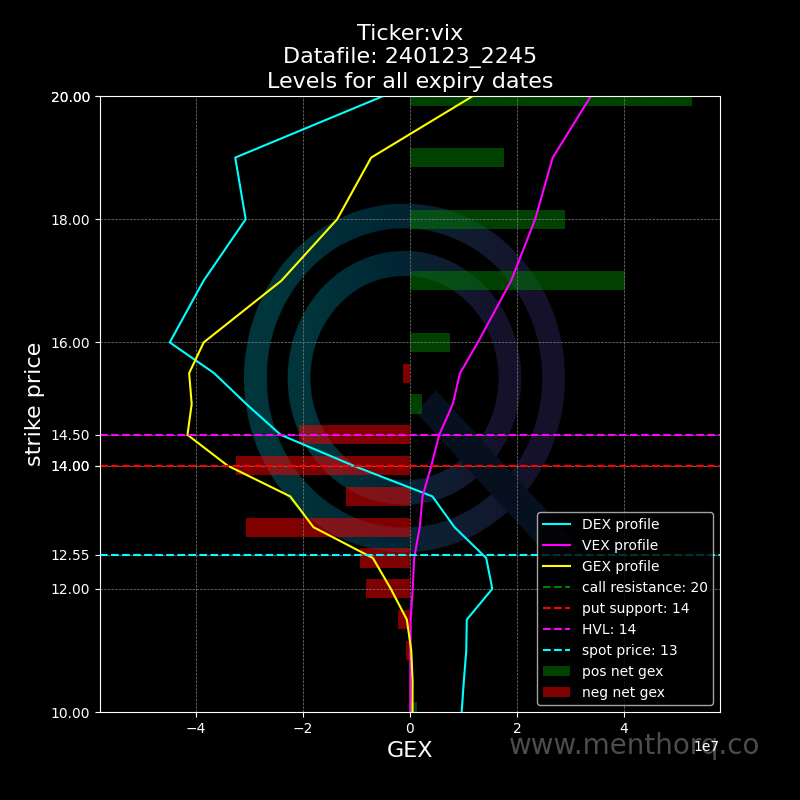 Ticker:vix
Datafile: 240123_2245
Levels for all expiry dates
20.00
18.00
16.00
14.50
14.00
12.55
12.00
10.00
strike price
DEX profile
VEX profile
GEX profile
call resistance: 20
put support: 14
HVL: 14
spot price: 13
pos net gex
neg net gex
−4 −2 0 2 4
1e7
GEX
www.menthorq.co